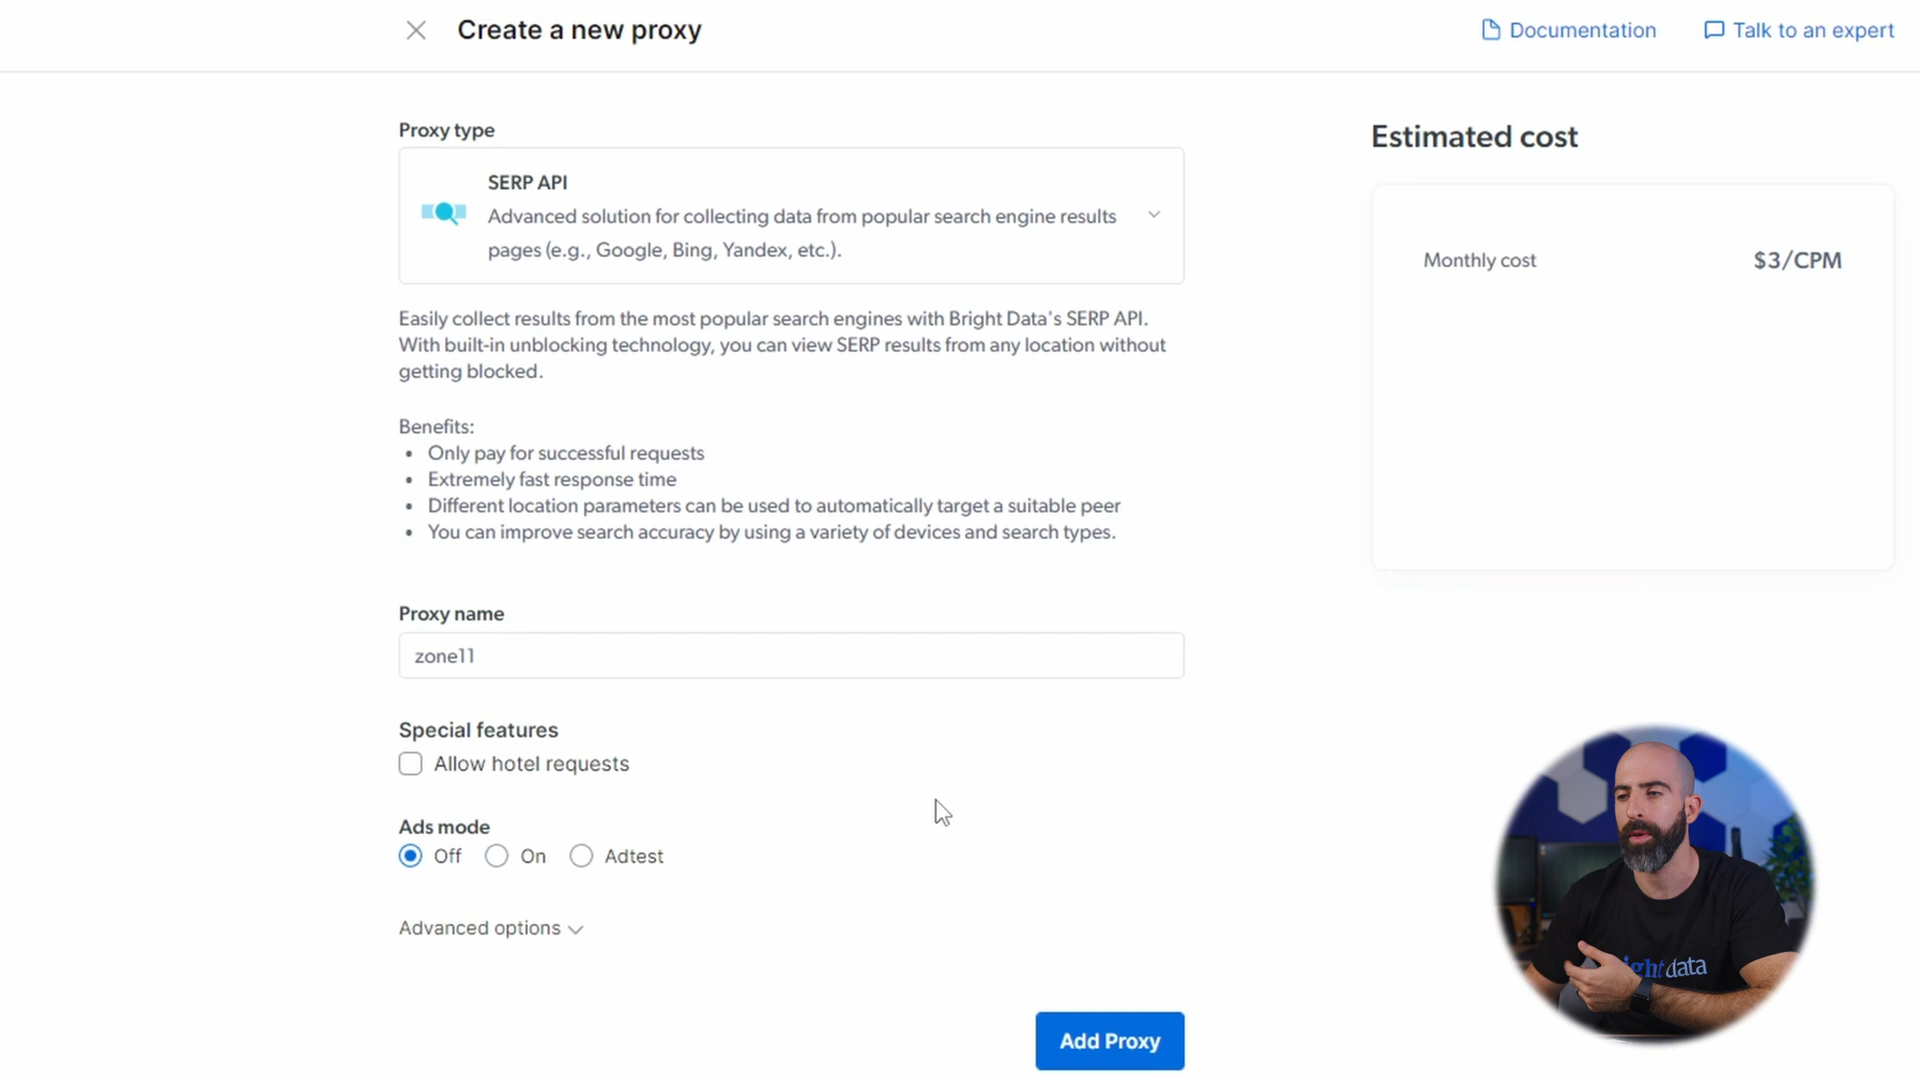 Create a new proxy
Documentation
Talk to an expert
Proxy type
SERP API
Advanced solution for collecting data from popular search engine results
pages (e.g., Google, Bing, Yandex, etc.).
Easily collect results from the most popular search engines with Bright Data's SERP API.
With built-in unblocking technology, you can view SERP results from any location without
getting blocked.
Benefits:
• Only pay for successful requests
• Extremely fast response time
• Different location parameters can be used to automatically target a suitable peer
• You can improve search accuracy by using a variety of devices and search types.
Proxy name
zone11
Special features
Allow hotel requests
Ads mode
Off On Adtest
Advanced options
Add Proxy
Estimated cost
Monthly cost $3/CPM
ight data